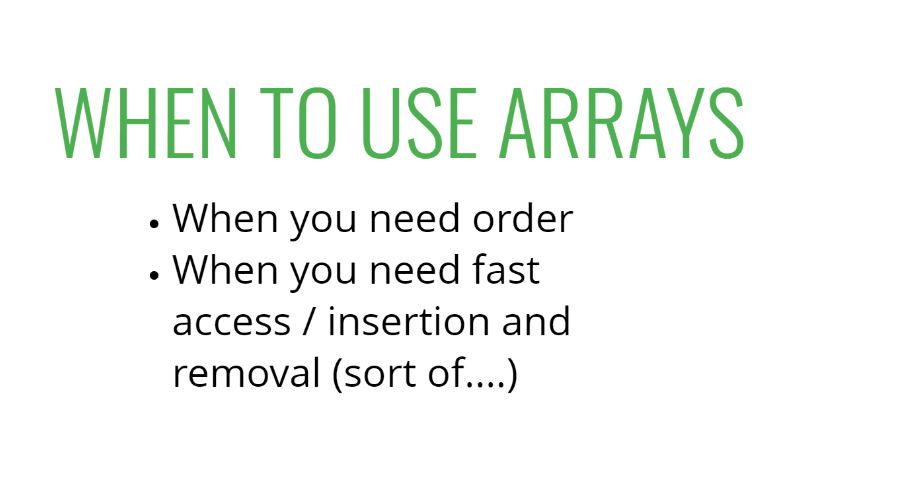 WHEN TO USE ARRAYS
• When you need order
• When you need fast
access / insertion and
removal (sort of....)